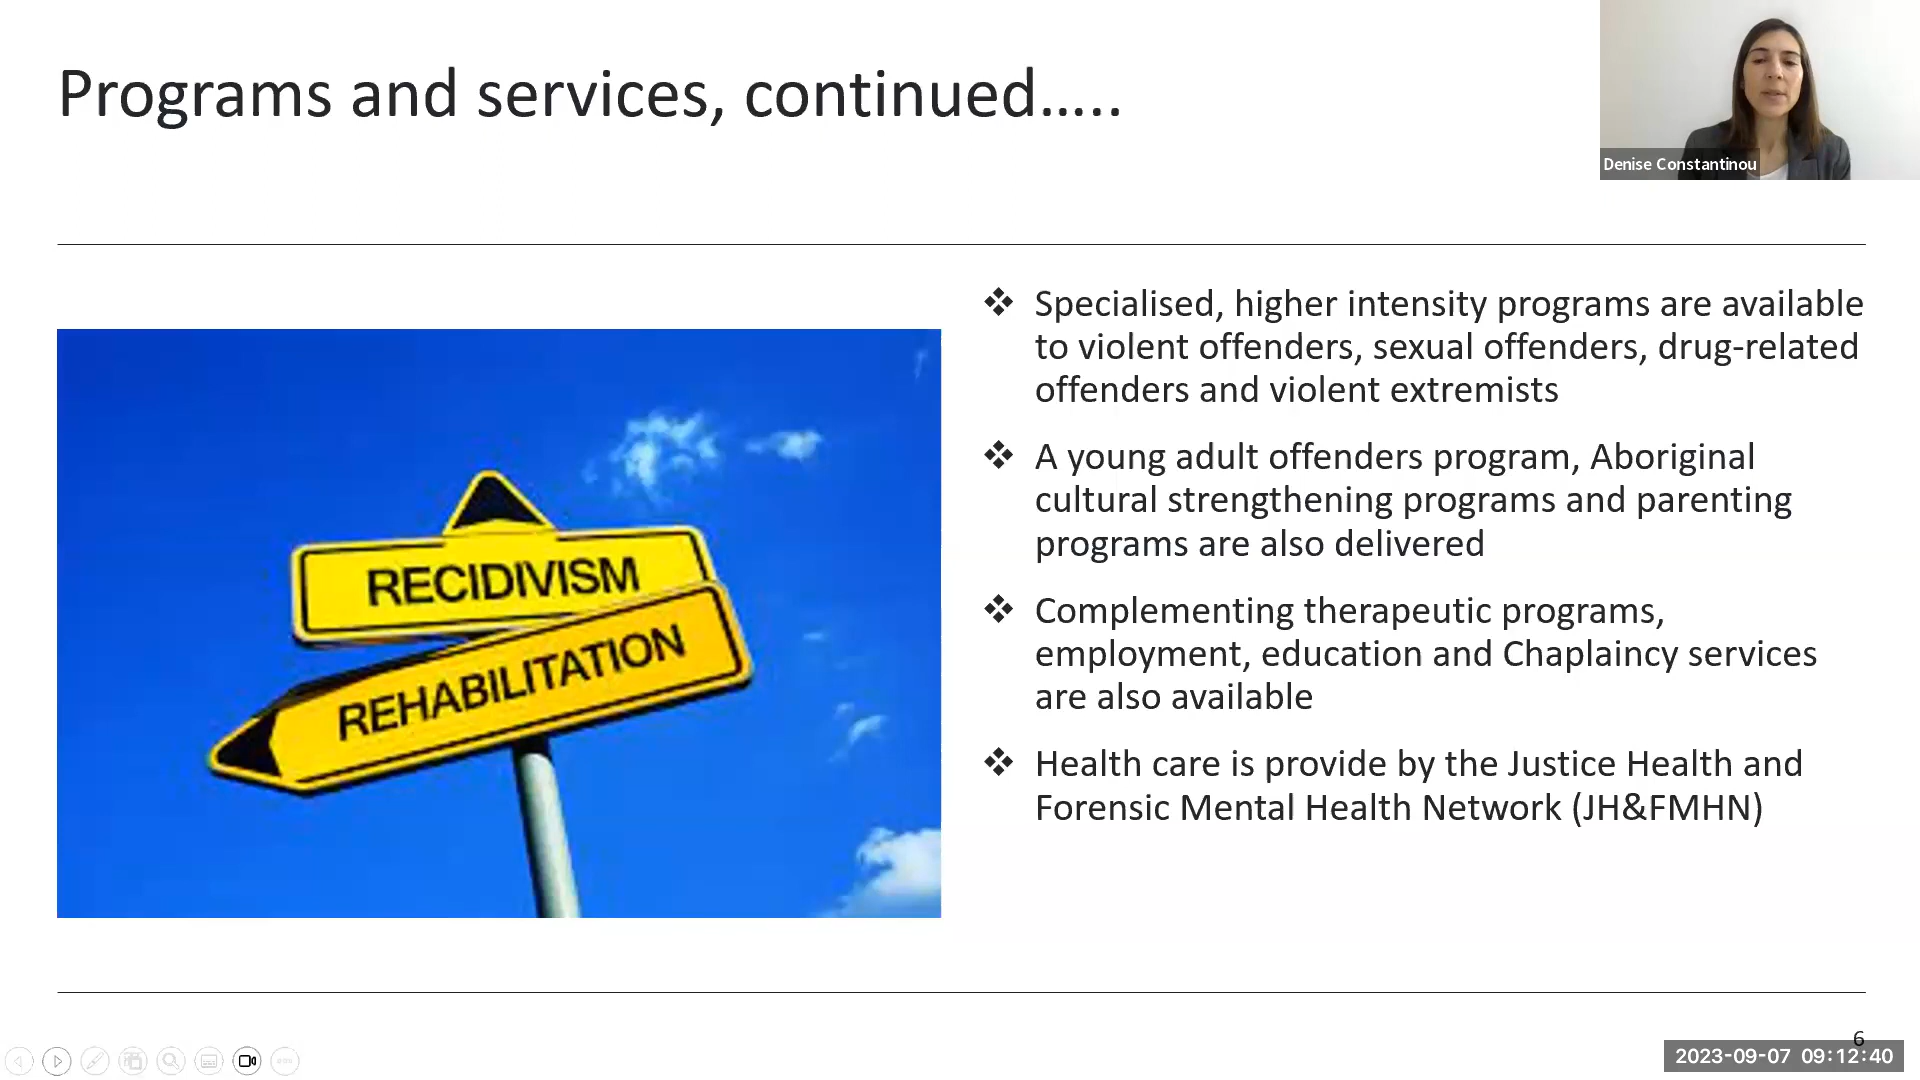 Programs and services, continued…..
Denise Constantinou
RECIDIVISM
REHABILITATION
❖ Specialised, higher intensity programs are available
to violent offenders, sexual offenders, drug-related
offenders and violent extremists
❖ A young adult offenders program, Aboriginal
cultural strengthening programs and parenting
programs are also delivered
❖ Complementing therapeutic programs,
employment, education and Chaplaincy services
are also available
❖ Health care is provide by the Justice Health and
Forensic Mental Health Network (JH&FMHN)
6
2023-09-07 09:12:40